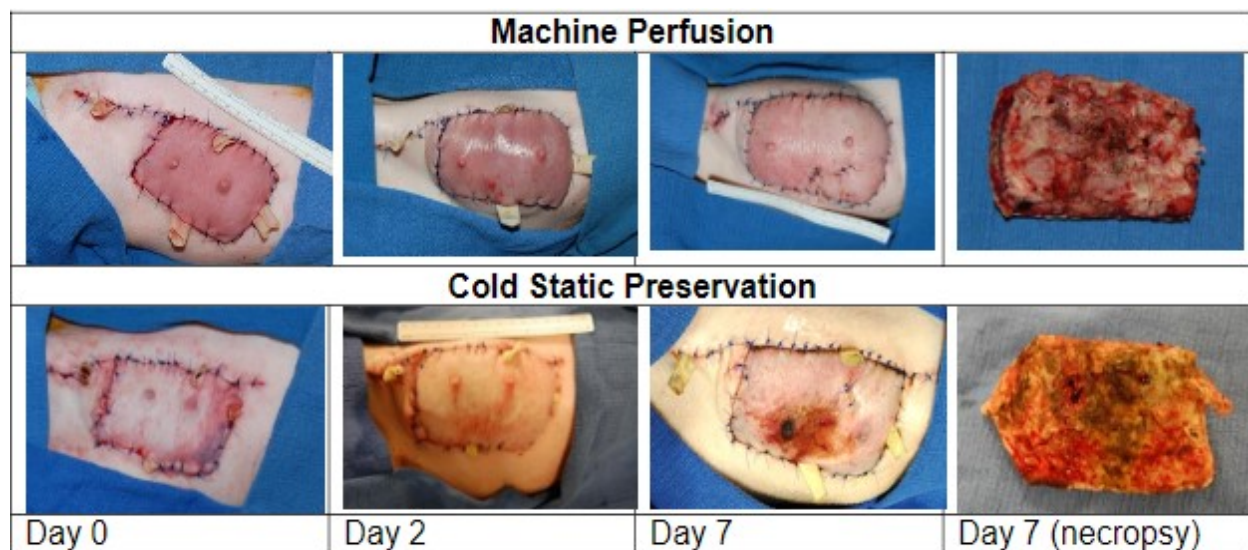 Machine Perfusion
Cold Static Preservation
Day 0
Day 2
Day 7
Day 7 (necropsy)